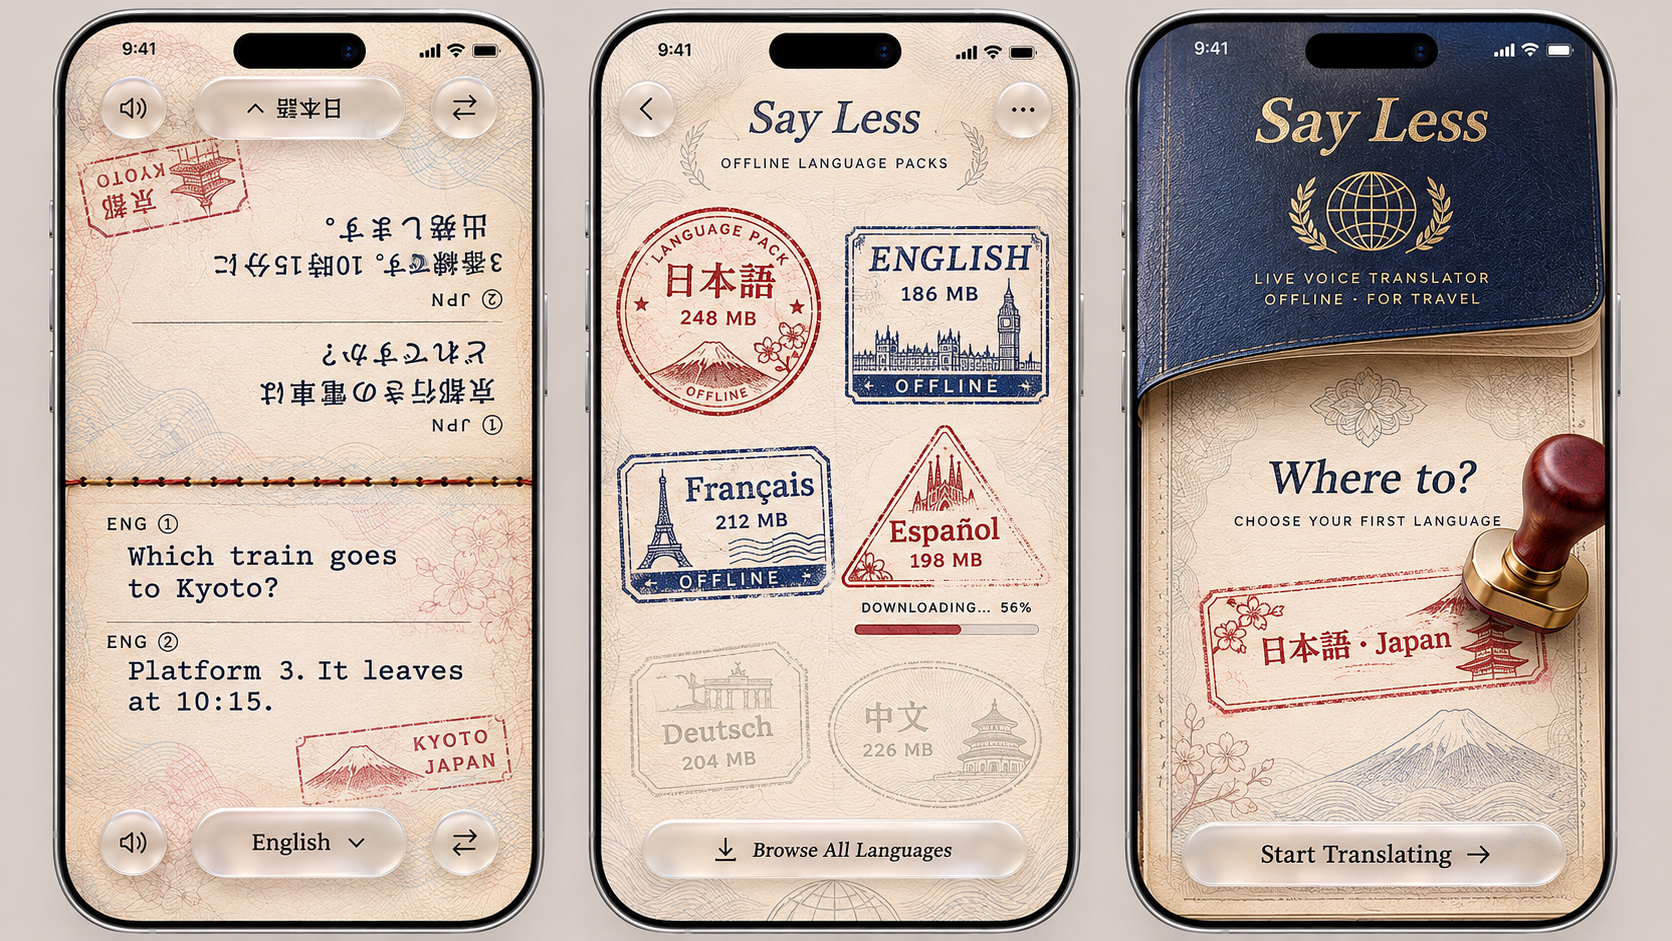 9:41
日本語
① JPN
京都行きの電車は
どれですか?
② JPN
3番線です。10時15分に
出発します。
京都
KYOTO
ENG ①
Which train goes
to Kyoto?
ENG ②
Platform 3. It leaves
at 10:15.
KYOTO
JAPAN
English
9:41
Say Less
OFFLINE LANGUAGE PACKS
LANGUAGE PACK
日本語
248 MB
OFFLINE
ENGLISH
186 MB
OFFLINE
Français
212 MB
OFFLINE
Español
198 MB
DOWNLOADING... 56%
Deutsch
204 MB
中文
226 MB
Browse All Languages
9:41
Say Less
LIVE VOICE TRANSLATOR
OFFLINE · FOR TRAVEL
Where to?
CHOOSE YOUR FIRST LANGUAGE
日本語 · Japan
Start Translating →